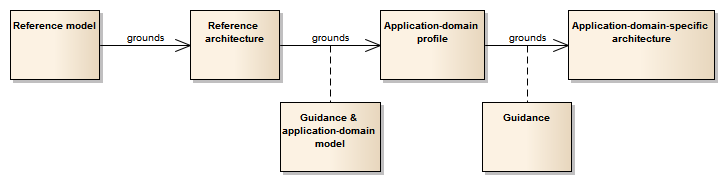 Reference model
grounds
Reference
architecture
grounds
Application-domain
profile
grounds
Application-domain-specific
architecture
Guidance &
application-domain
model
Guidance